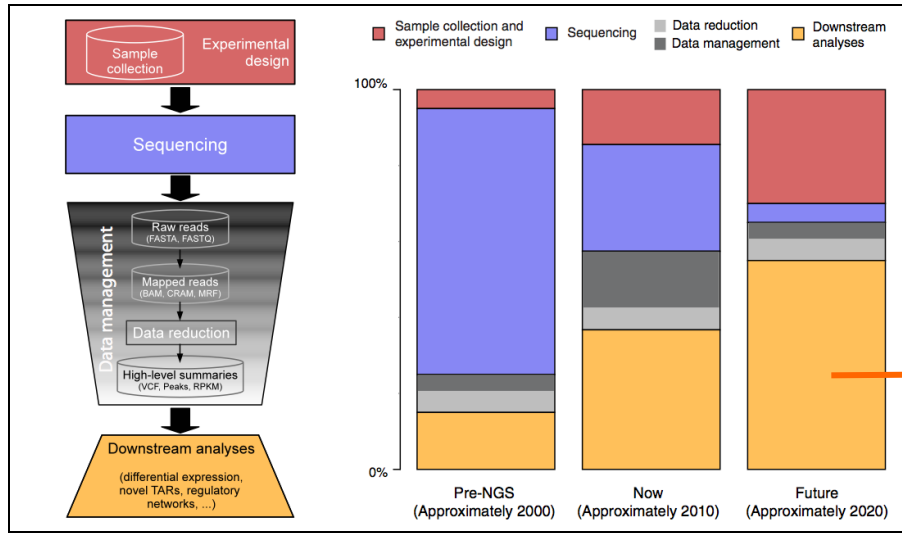 Sample
collection
Experimental
design
Sequencing
Data management
Raw reads
(FASTA, FASTQ)
Mapped reads
(BAM, CRAM, MRF)
Data reduction
High-level summaries
(VCF, Peaks, RPKM)
Downstream analyses
(differential expression,
novel TARs, regulatory
networks, ...)
Sample collection and
experimental design
Sequencing
Data reduction
Data management
Downstream
analyses
100%
0%
Pre-NGS
(Approximately 2000)
Now
(Approximately 2010)
Future
(Approximately 2020)